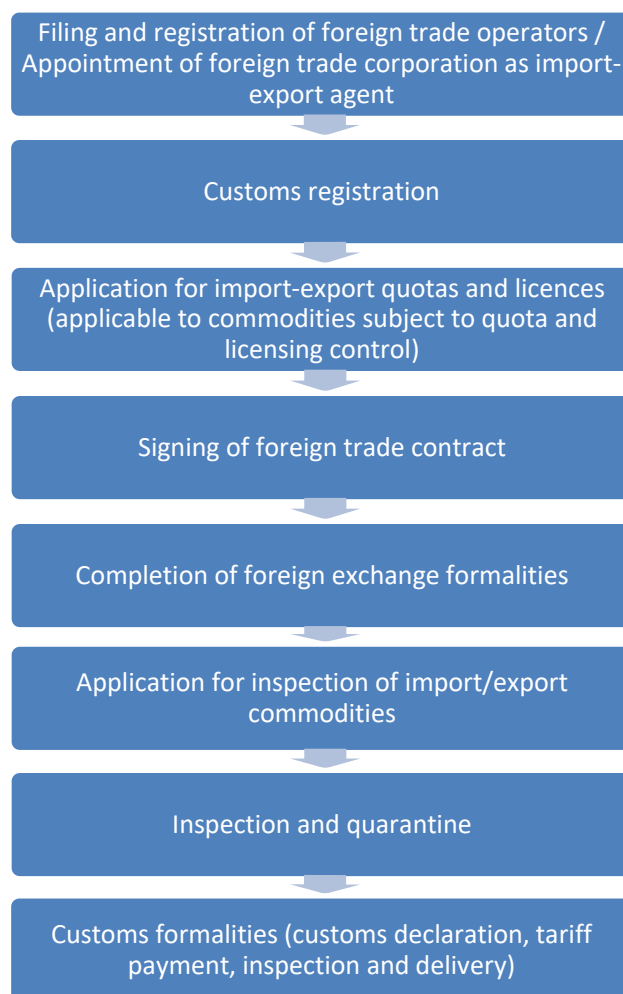 Filing and registration of foreign trade operators /
Appointment of foreign trade corporation as import-
export agent
Customs registration
Application for import-export quotas and licences
(applicable to commodities subject to quota and
licensing control)
Signing of foreign trade contract
Completion of foreign exchange formalities
Application for inspection of import/export
commodities
Inspection and quarantine
Customs formalities (customs declaration, tariff
payment, inspection and delivery)